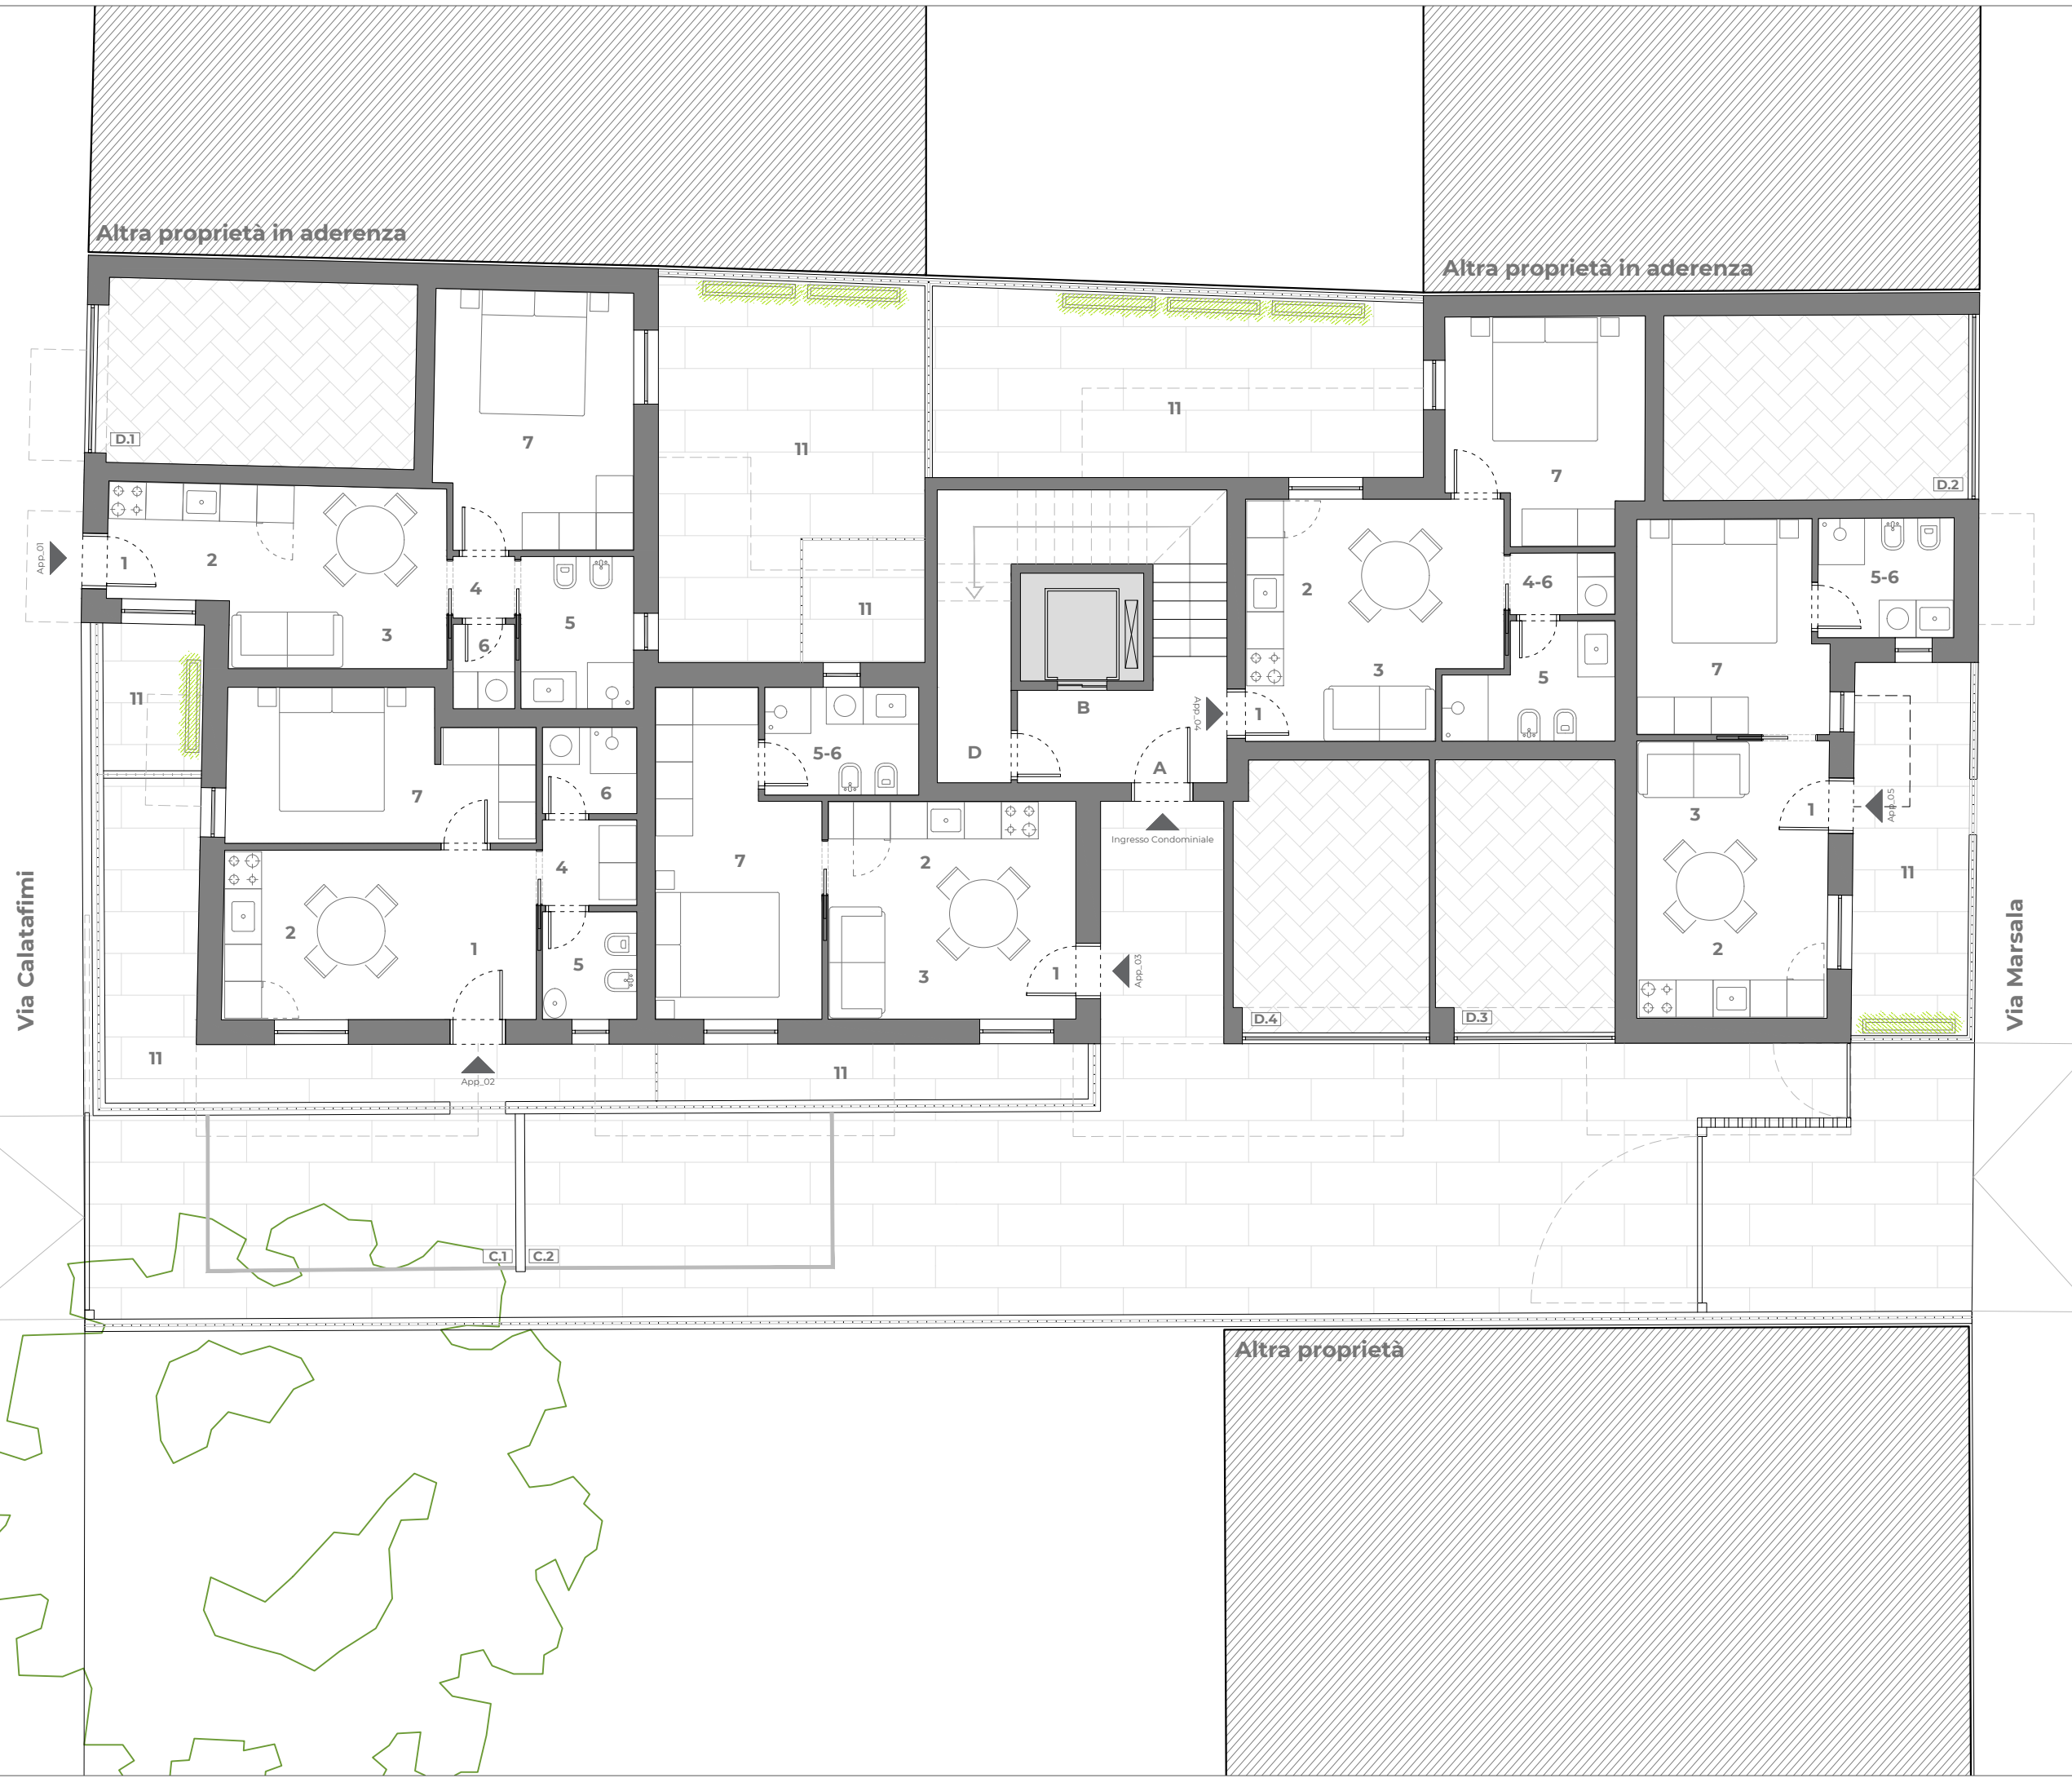 Altra proprietà in aderenza
Altra proprietà in aderenza
11
11
D.1
7
7
D.2
App_01
1
2
4
5
3
6
11
2
4-6
5-6
3
5
7
11
7
6
5-6
D
B
A
App_04
1
Ingresso Condominiale
3
1
App_05
11
Via Calatafimi
4
2
1
5
7
2
3
1
App_03
2
Via Marsala
D.4
D.3
11
App_02
11
C.1
C.2
Altra proprietà